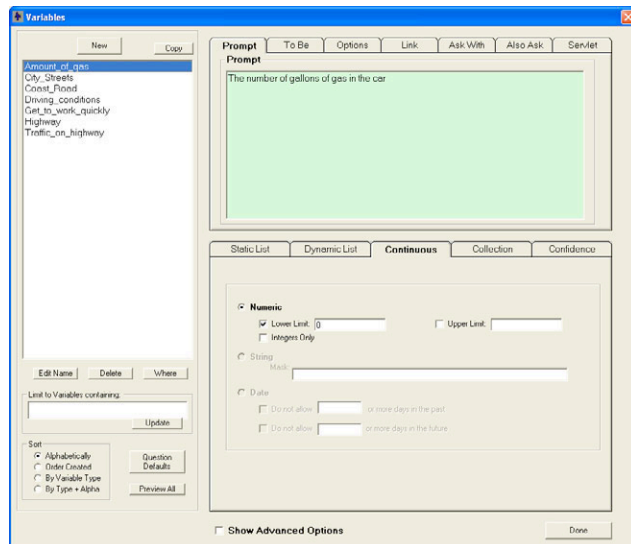 Variables
New
Copy
Amount_of_gas
City_Streets
Coast_Road
Driving_conditions
Get_to_work_quickly
Highway
Traffic_on_highway
Edit Name Delete Where
Limit to Variables containing:
Update
Sort
Alphabetically
Order Created
By Variable Type
By Type + Alpha
Question Defaults
Preview All
Prompt To Be Options Link Ask With Also Ask Servlet
Prompt
The number of gallons of gas in the car
Static List Dynamic List Continuous Collection Confidence
Numeric
Lower Limit: 0 Upper Limit:
Integers Only
String
Mask:
Date
Do not allow or more days in the past
Do not allow or more days in the future
Show Advanced Options
Done